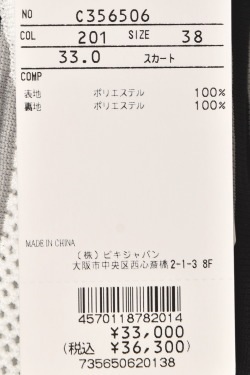 NO C356506
COL 201 SIZE 38
33.0 スカート
COMP
表地 ポリエステル 100%
裏地 ポリエステル 100%
MADE IN CHINA
(株)ピキジャパン
大阪市中央区西心斎橋2-1-3 8F
4570118782014
¥33,000
(税込 ¥36,300)
735650620138